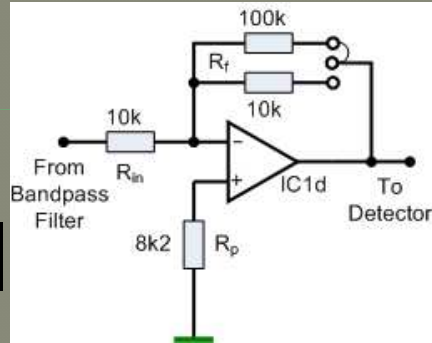 100k
Rf
10k
10k
−
+
From
Bandpass
Filter
Rin
IC1d
To
Detector
8k2
Rp